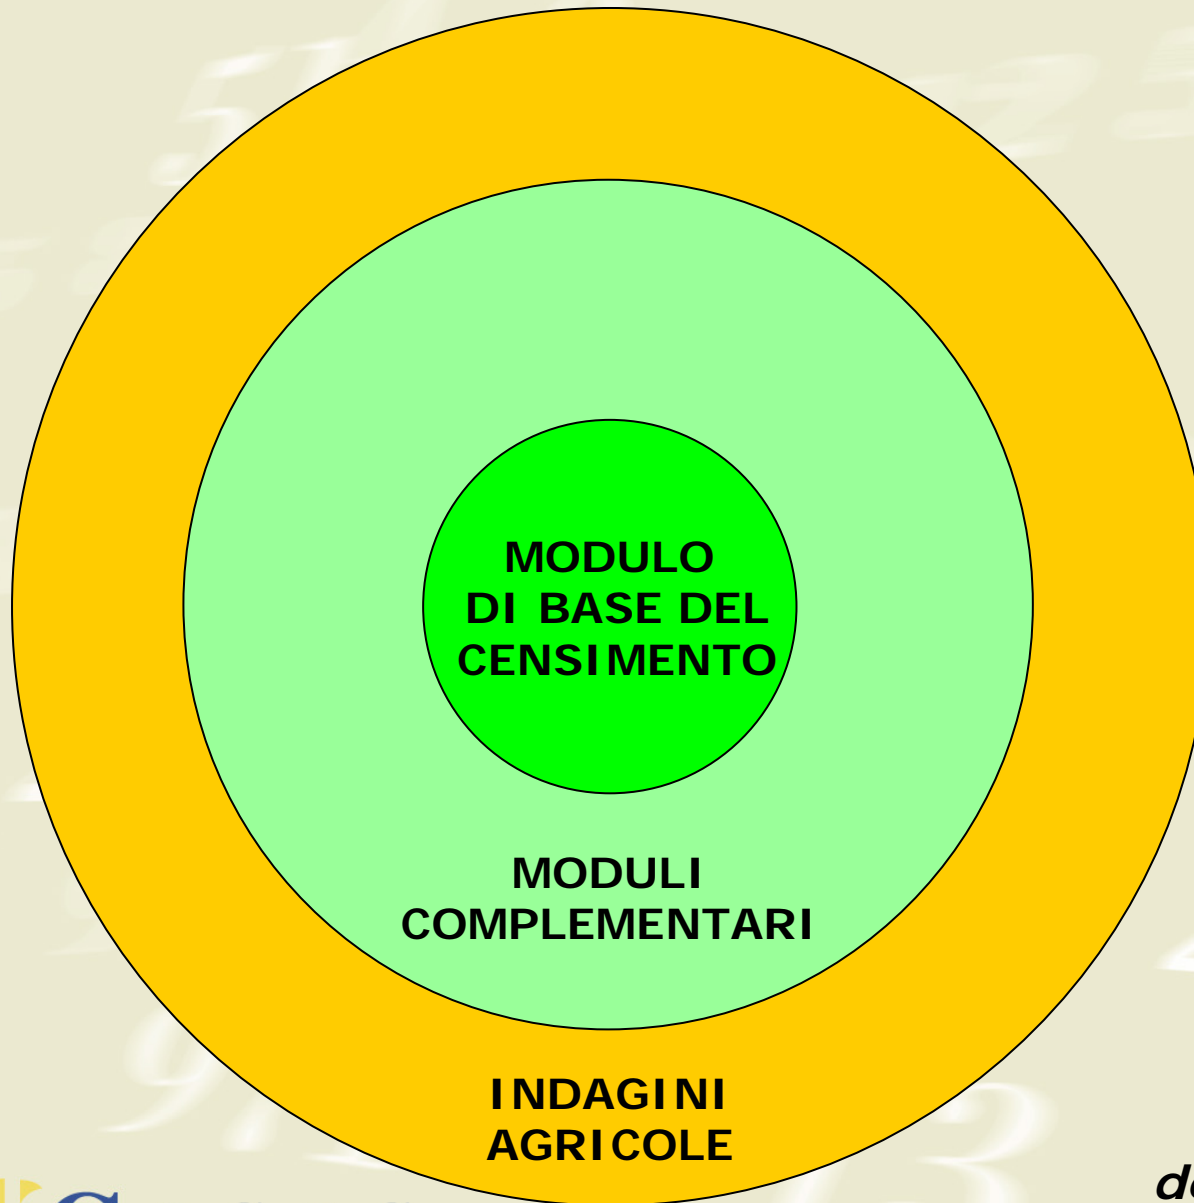 MODULO
DI BASE DEL
CENSIMENTO
MODULI
COMPLEMENTARI
INDAGINI
AGRICOLE